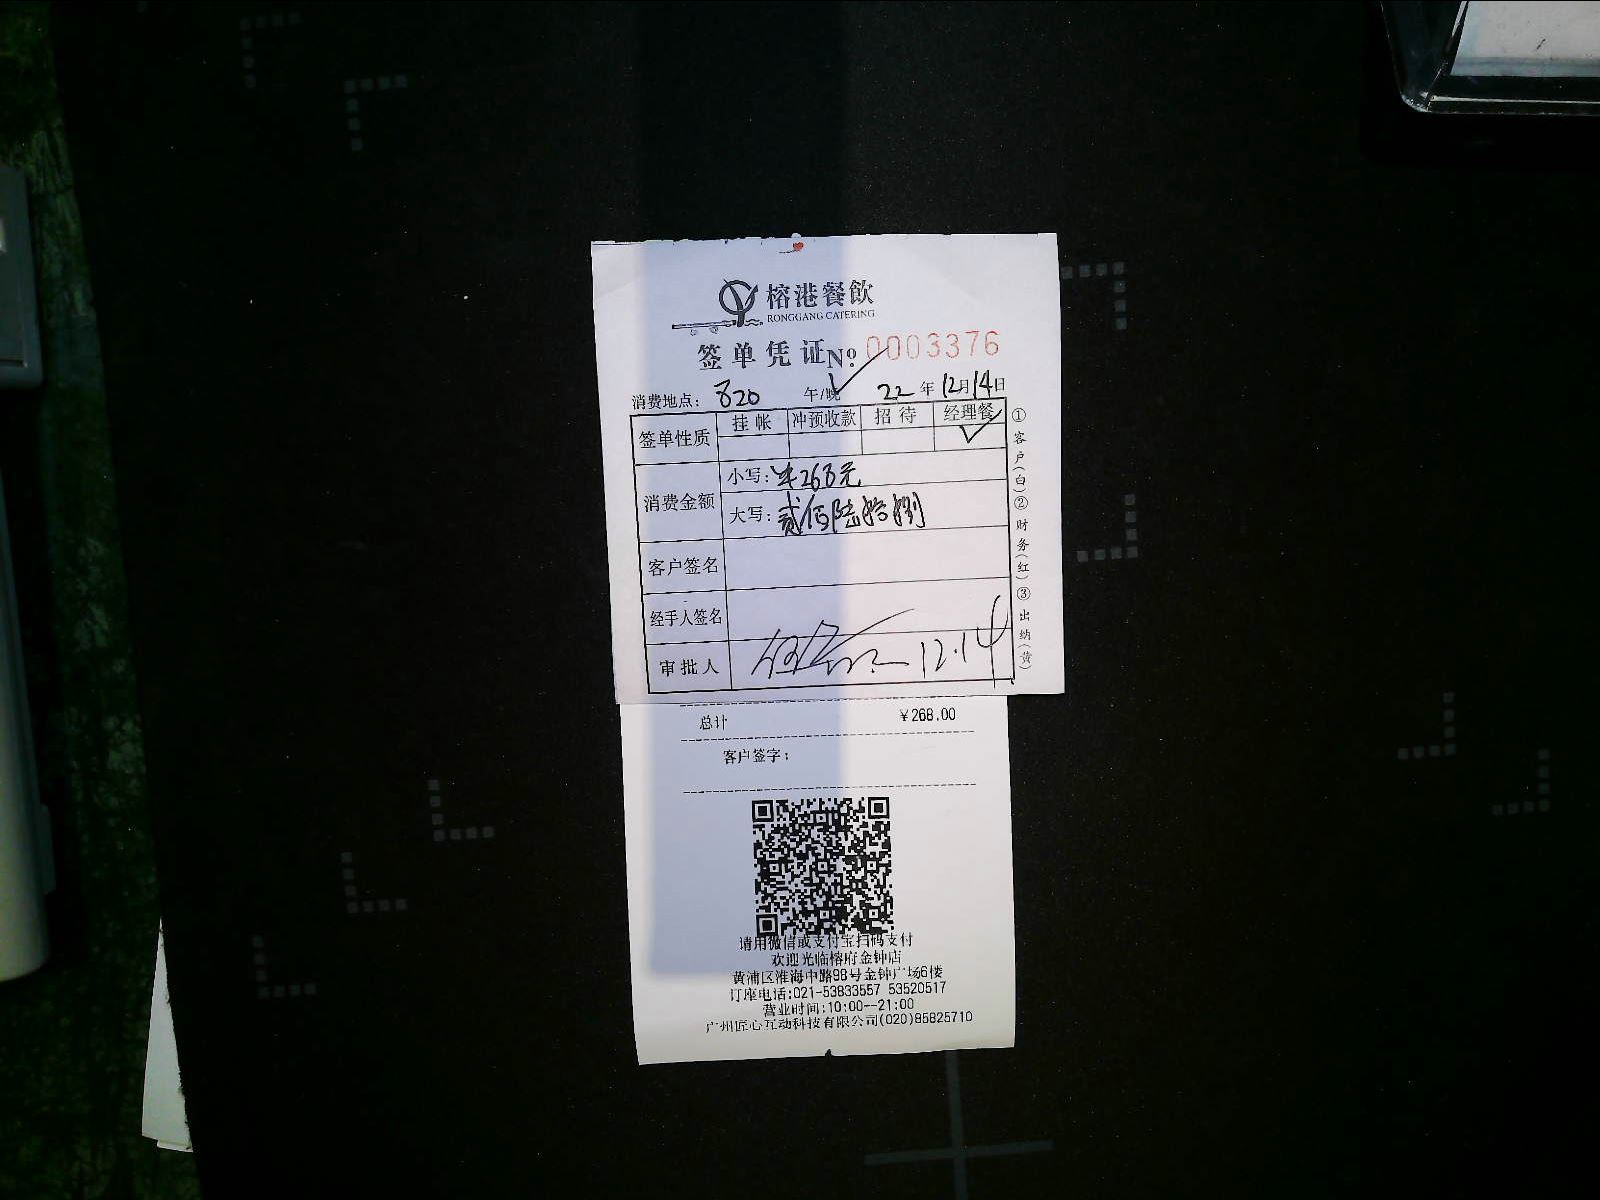 榕港餐飲
RONGGANG CATERING
签单凭证 Nº 0003376
消费地点：820 午/晚 22年12月14日
签单性质 挂帐 冲预收款 招待 经理餐
消费金额 小写：¥268元
大写：贰佰陆拾捌
客户签名
经手人签名
审批人 12.14
①客户(白)②财务(红)③出纳(黄)
总计 ¥268.00
客户签字：
请用微信或支付宝扫码支付
欢迎光临榕府金钟店
黄浦区淮海中路98号金钟广场6楼
订座电话:021-53833557 53520517
营业时间:10:00--21:00
广州匠心互动科技有限公司(020)85825710